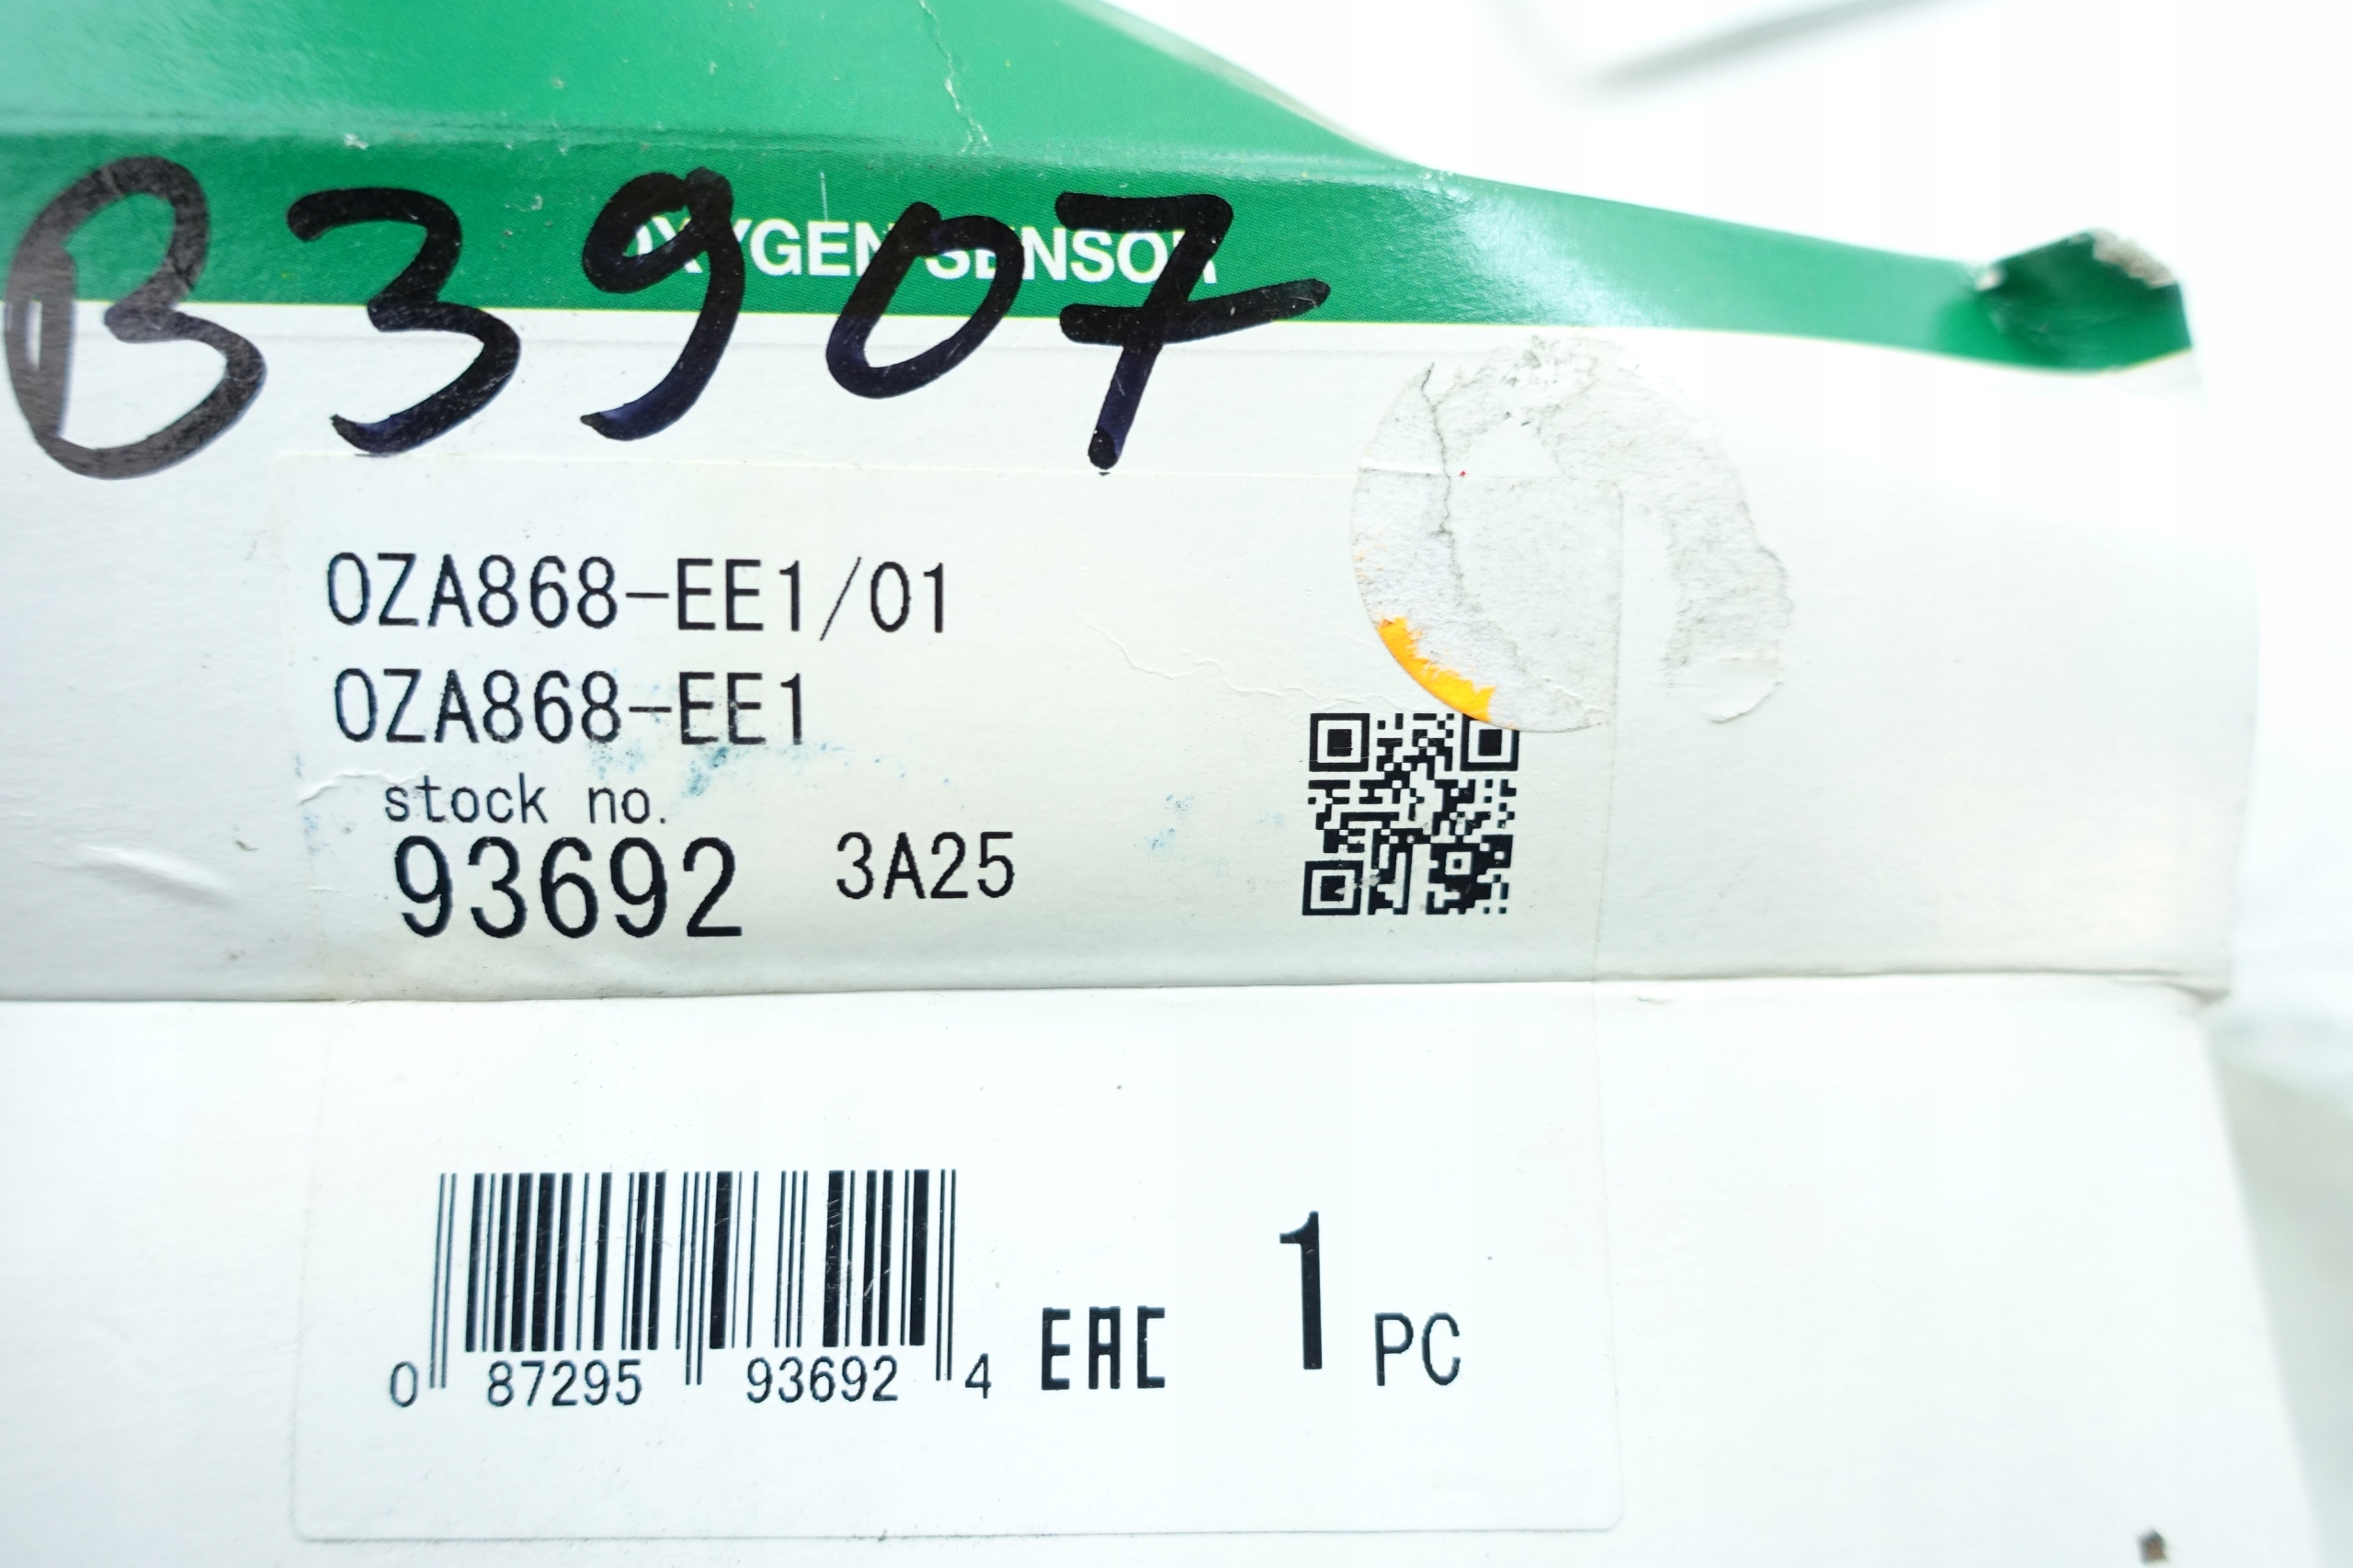 B3907
OXYGEN SENSOR
OZA868-EE1/01
OZA868-EE1
stock no.
93692 3A25
0 87295 93692 4 EAC 1 PC